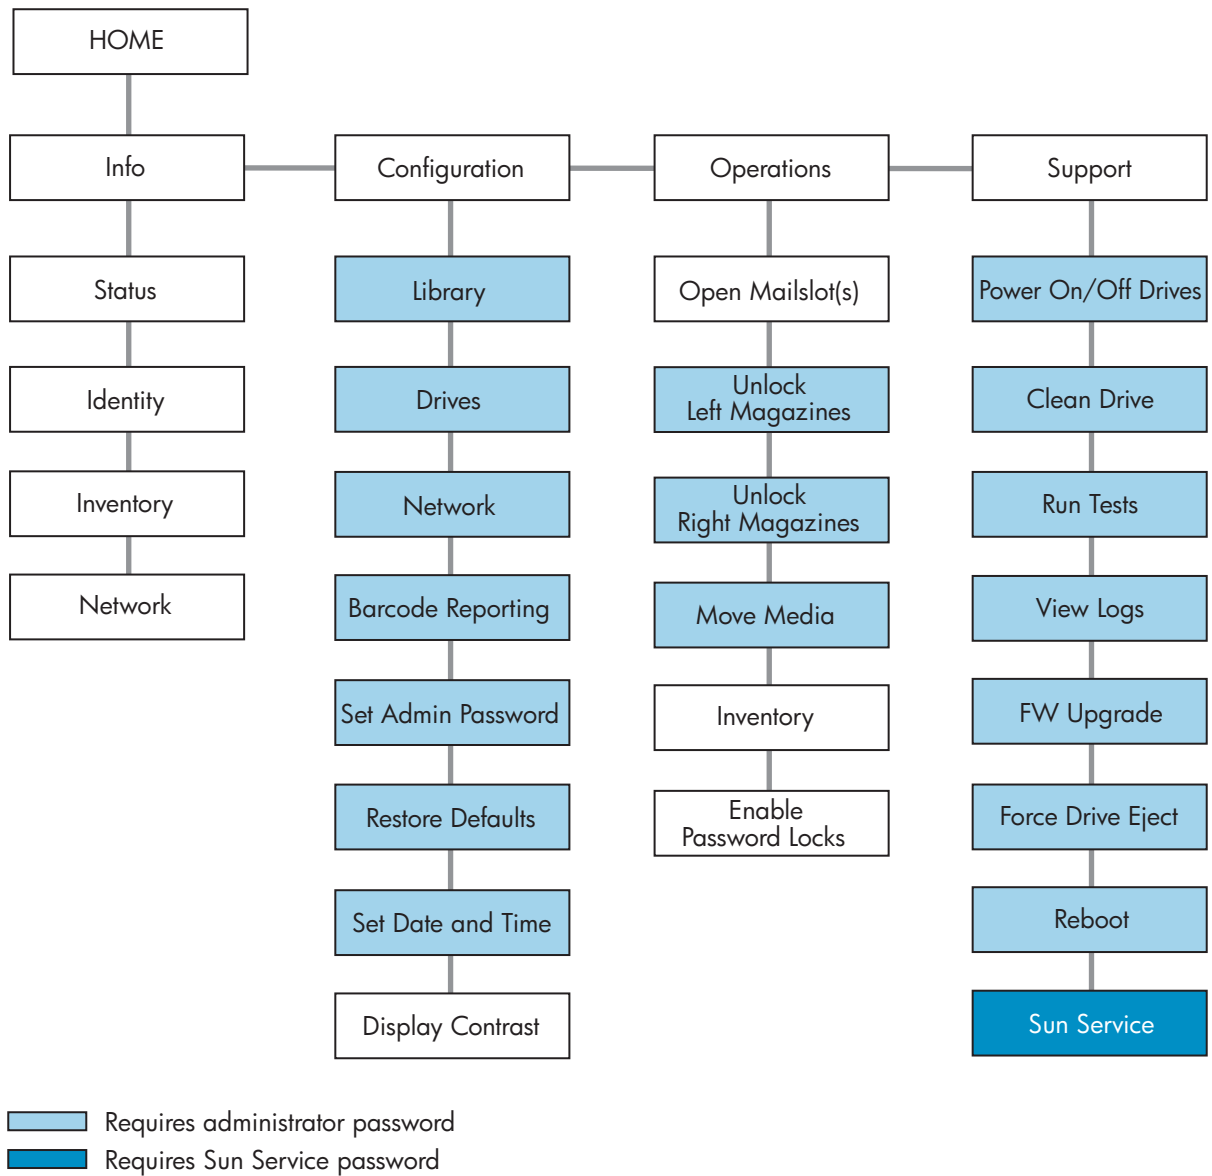 HOME
Info
Configuration
Operations
Support
Status
Identity
Inventory
Network
Library
Drives
Network
Barcode Reporting
Set Admin Password
Restore Defaults
Set Date and Time
Display Contrast
Open Mailslot(s)
Unlock
Left Magazines
Unlock
Right Magazines
Move Media
Inventory
Enable
Password Locks
Power On/Off Drives
Clean Drive
Run Tests
View Logs
FW Upgrade
Force Drive Eject
Reboot
Sun Service
Requires administrator password
Requires Sun Service password